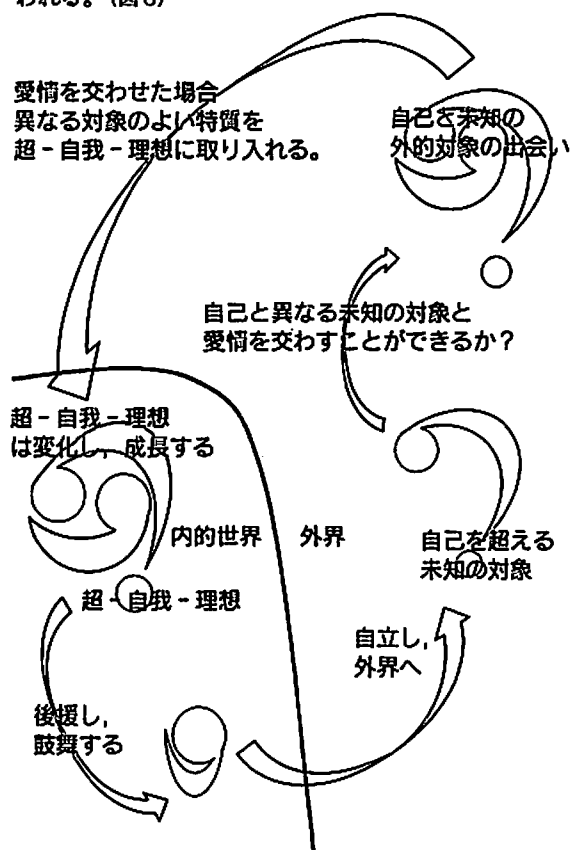 われる。(図8)
愛情を交わせた場合
異なる対象のよい特質を
超-自我-理想に取り入れる。
自己と未知の
外的対象の出会い
自己と異なる未知の対象と
愛情を交わすことができるか?
超-自我-理想
は変化し,成長する
内的世界 外界
自己を超える
未知の対象
超-自我-理想
自立し,
外界へ
後援し,
鼓舞する